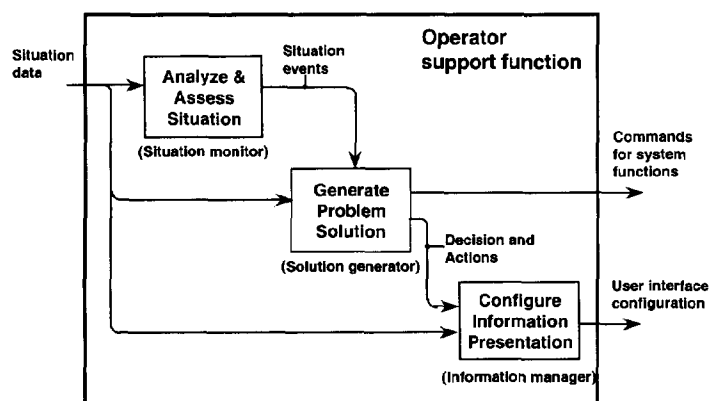 Operator
support function
Situation
data
Situation
events
Analyze &
Assess
Situation
(Situation monitor)
Commands
for system
functions
Generate
Problem
Solution
(Solution generator)
Decision and
Actions
User interface
configuration
Configure
Information
Presentation
(Information manager)